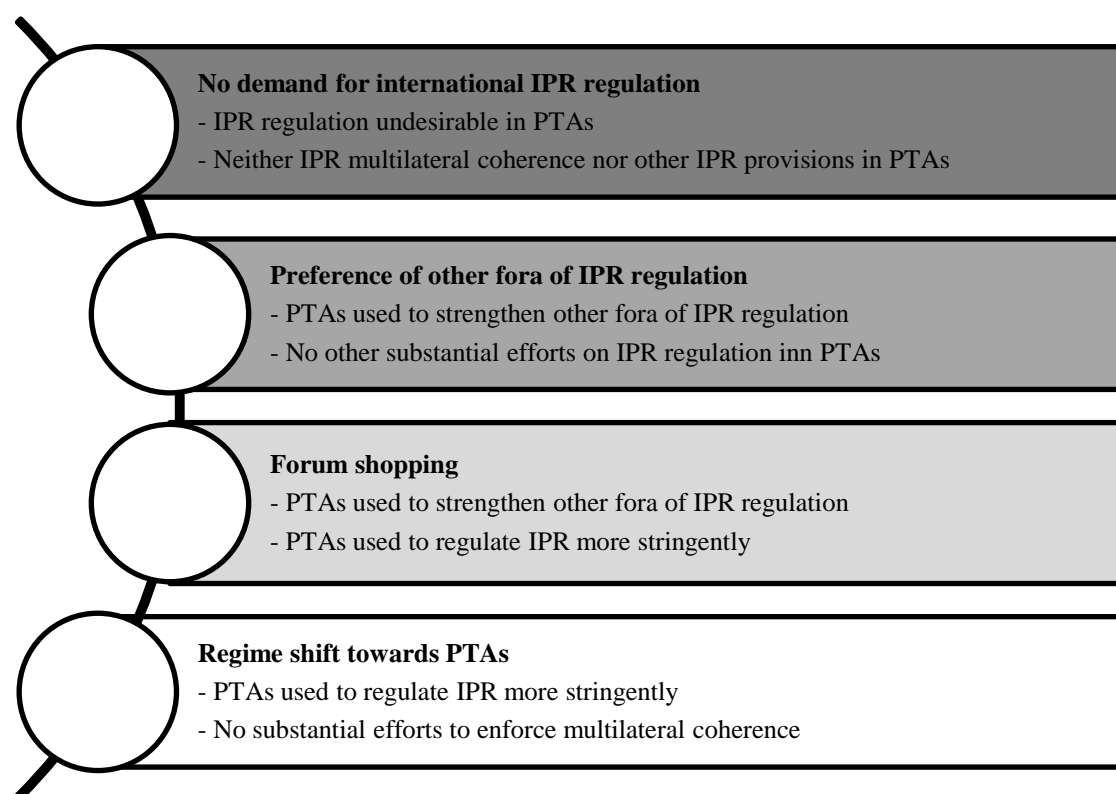 No demand for international IPR regulation
- IPR regulation undesirable in PTAs
- Neither IPR multilateral coherence nor other IPR provisions in PTAs
Preference of other fora of IPR regulation
- PTAs used to strengthen other fora of IPR regulation
- No other substantial efforts on IPR regulation inn PTAs
Forum shopping
- PTAs used to strengthen other fora of IPR regulation
- PTAs used to regulate IPR more stringently
Regime shift towards PTAs
- PTAs used to regulate IPR more stringently
- No substantial efforts to enforce multilateral coherence